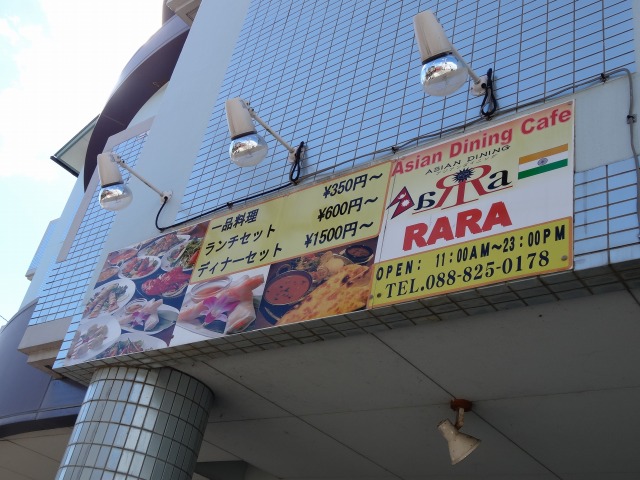 一品料理 ¥350円～
ランチセット ¥600円～
ディナーセット ¥1500円～
Asian Dining Cafe
ASIAN DINING
RaRRa
RARA
OPEN: 11:00AM~23:00PM
TEL.088-825-0178